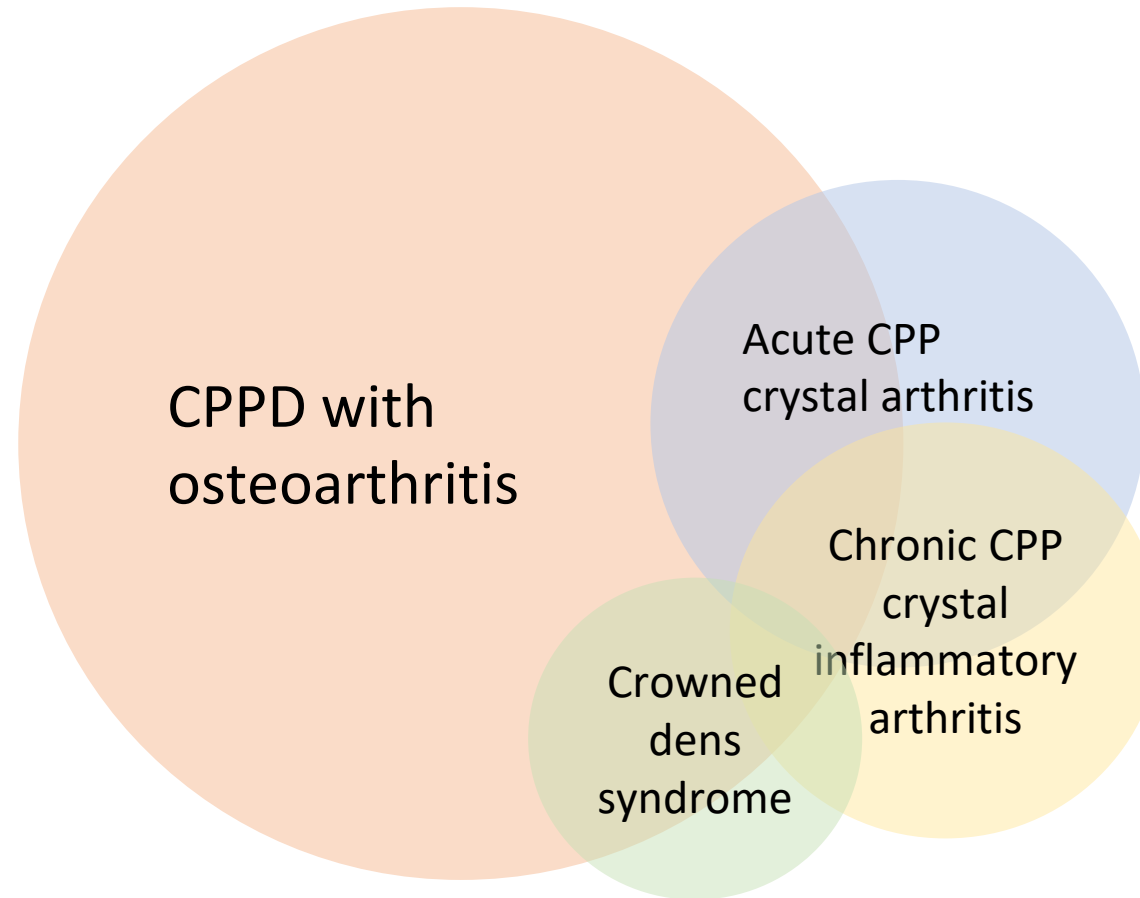 CPPD with
osteoarthritis
Acute CPP
crystal arthritis
Chronic CPP
crystal
inflammatory
arthritis
Crowned
dens
syndrome